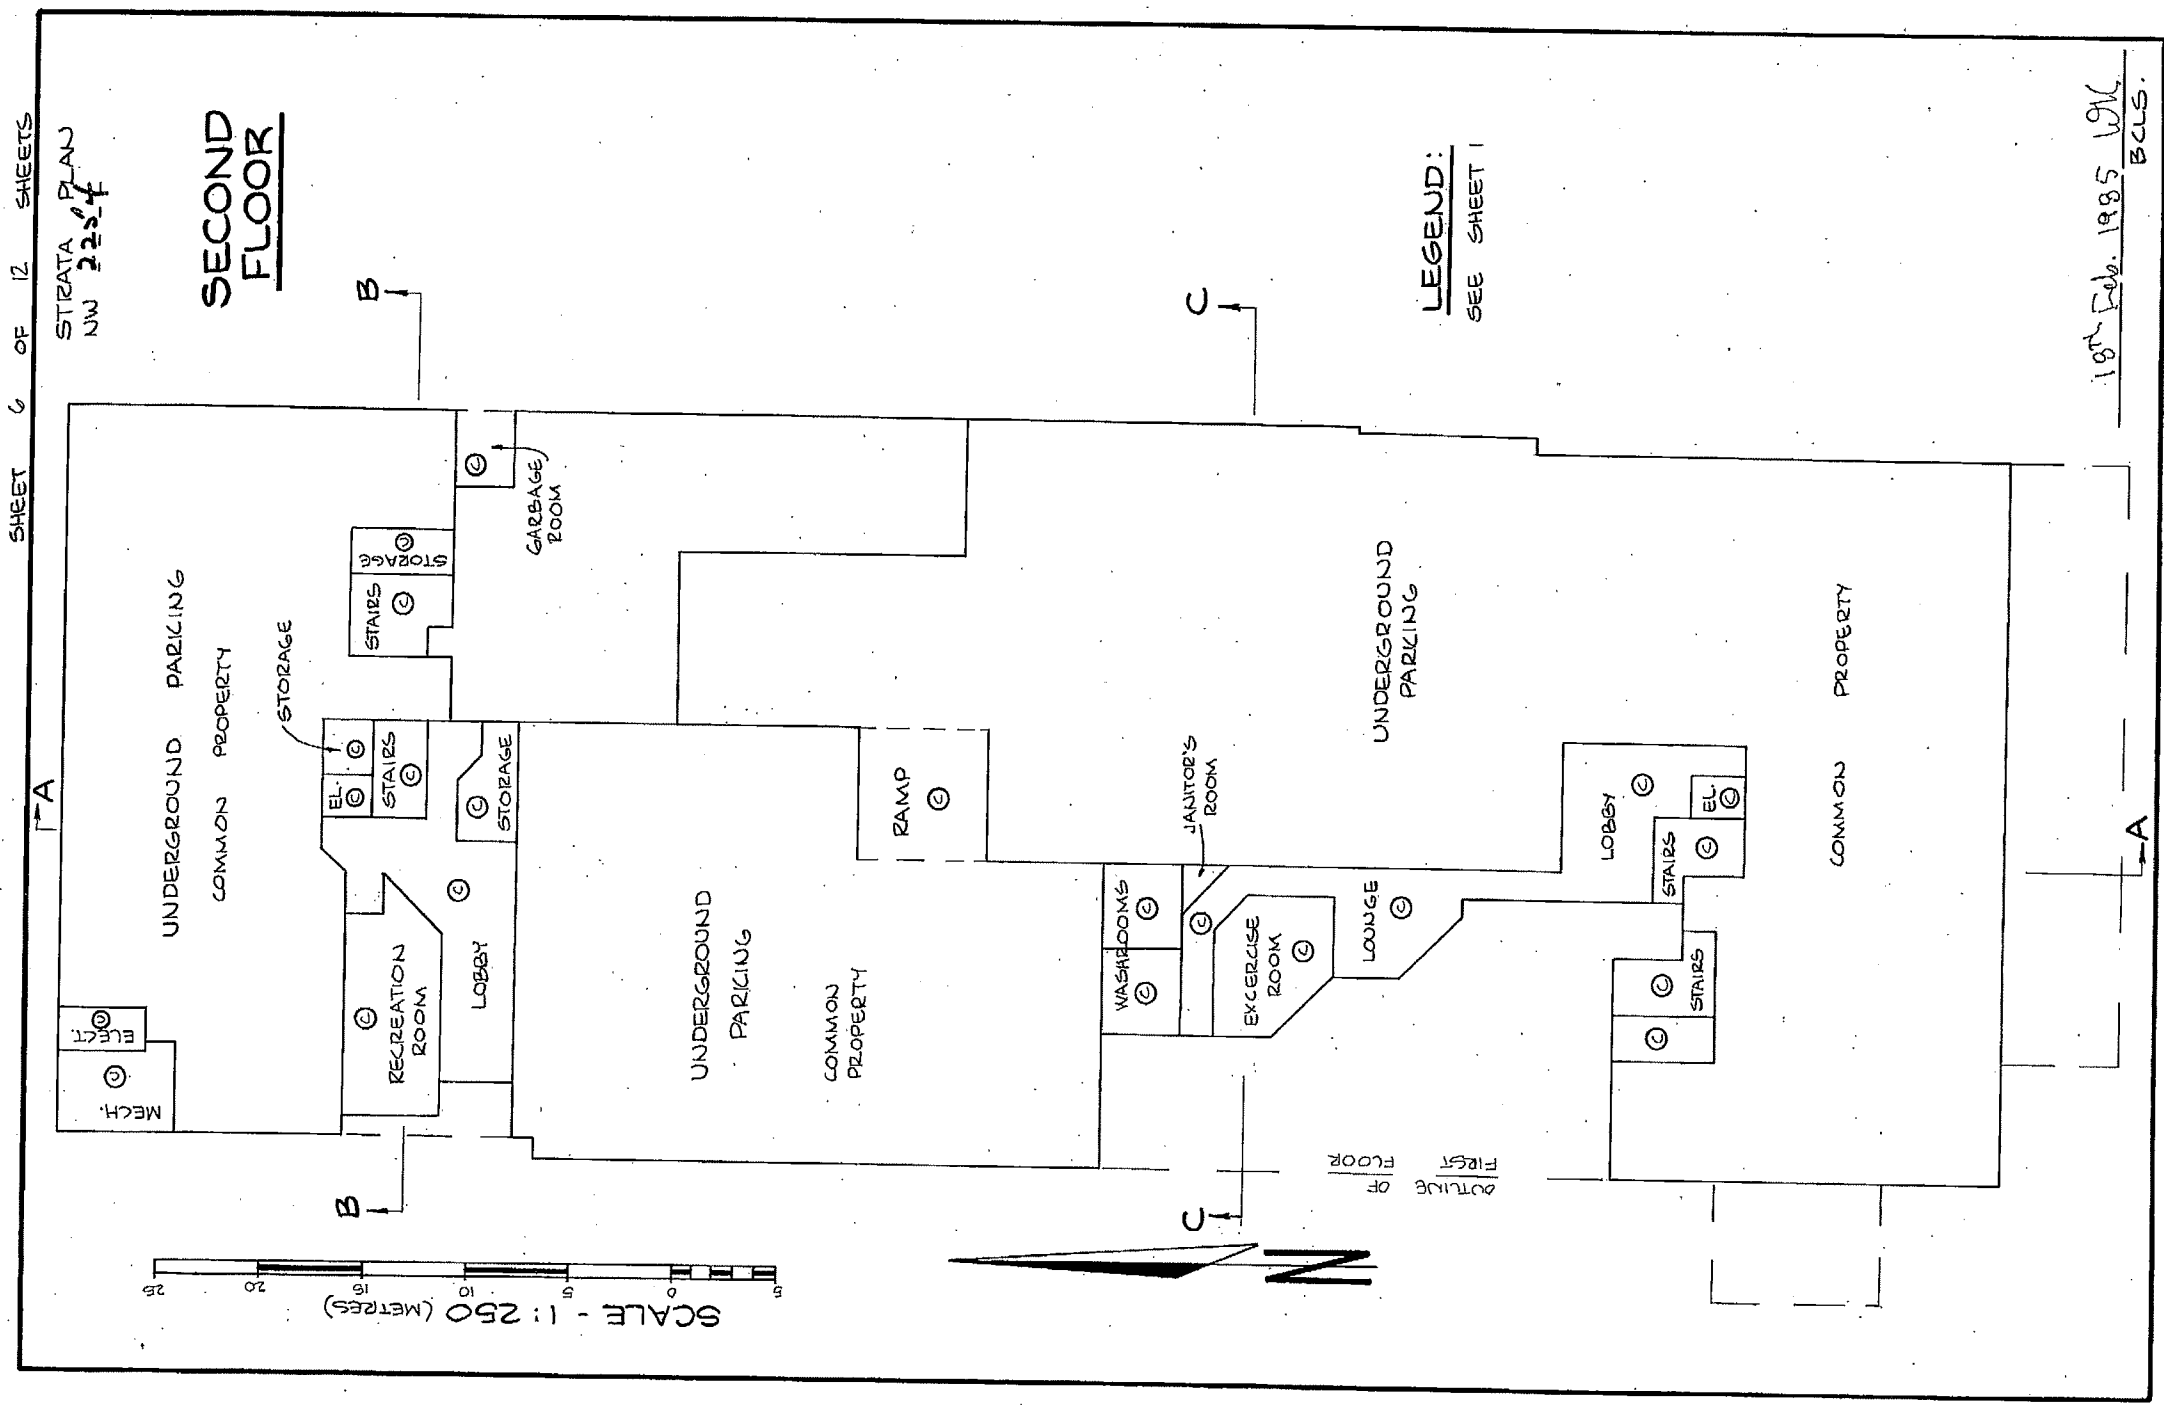 SHEET 6 OF 12 SHEETS
STRATA PLAN
NW 2254
SECOND
FLOOR
B
C
LEGEND:
SEE SHEET 1
18th Feb. 1985
BCLS.
A
UNDERGROUND PARKING
COMMON PROPERTY
STORAGE
STAIRS
C
STORAGE
U
C
GARBAGE
ROOM
EL.
C
C
STAIRS
C
STORAGE
C
LOBBY
C
RECREATION
ROOM
C
ELECT.
U
MECH.
U
UNDERGROUND
PARKING
COMMON
PROPERTY
RAMP
C
UNDERGROUND
PARKING
COMMON PROPERTY
JANITOR'S
ROOM
WASHROOMS
C
C
C
EXCERCISE
ROOM
C
LOUNGE
C
LOBBY
C
EL.
C
STAIRS
C
STAIRS
C
C
A
B
C
OUTLINE OF
FIRST FLOOR
N
25 20 15 10 5 0 5
SCALE - 1:250 (METRES)